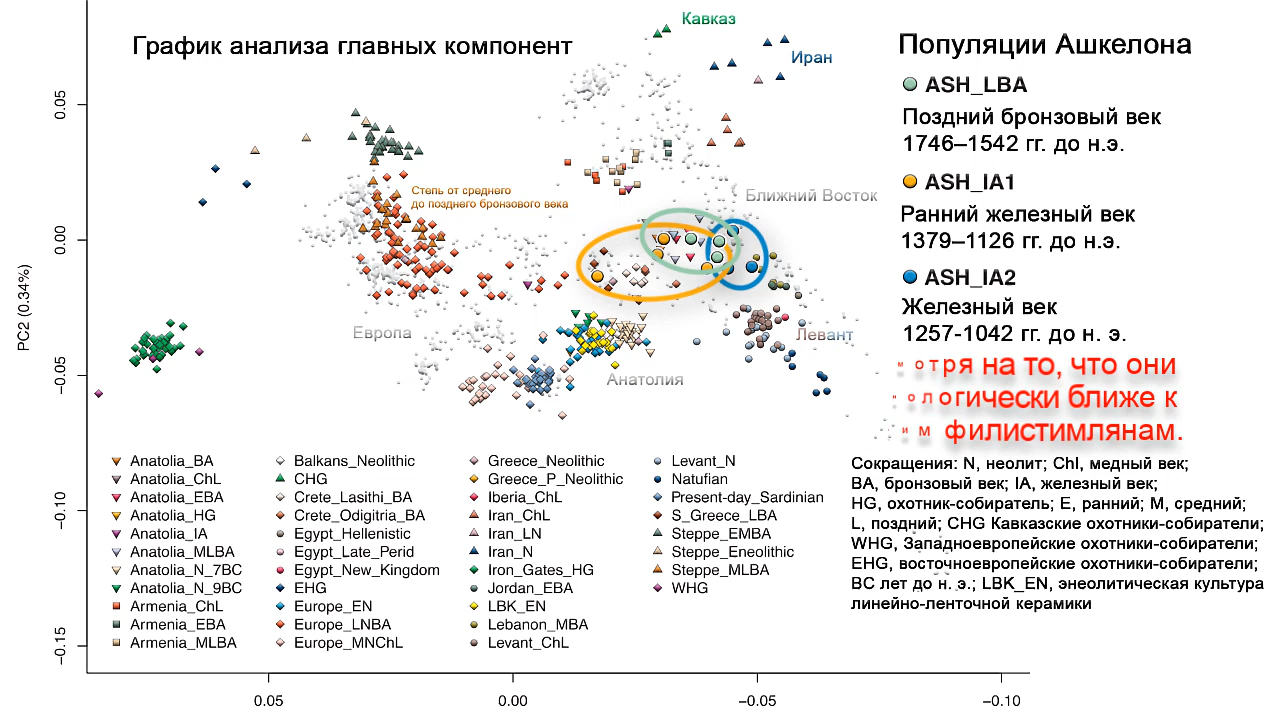 График анализа главных компонент
Кавказ
Иран
Степь от среднего
до позднего бронзового века
Ближний Восток
Европа
Анатолия
Левант
PC2 (0.34%)
0.05
0.00
−0.05
−0.10
−0.15
0.05
0.00
−0.05
−0.10
Популяции Ашкелона
ASH_LBA
Поздний бронзовый век
1746–1542 гг. до н.э.
ASH_IA1
Ранний железный век
1379–1126 гг. до н.э.
ASH_IA2
Железный век
1257-1042 гг. до н. э.
на то, что они
ближе к
филистимлянам.
Anatolia_BA
Anatolia_ChL
Anatolia_EBA
Anatolia_HG
Anatolia_IA
Anatolia_MLBA
Anatolia_N_7BC
Anatolia_N_9BC
Armenia_ChL
Armenia_EBA
Armenia_MLBA
Balkans_Neolithic
CHG
Crete_Lasithi_BA
Crete_Odigitria_BA
Egypt_Hellenistic
Egypt_Late_Perid
Egypt_New_Kingdom
EHG
Europe_EN
Europe_LNBA
Europe_MNChL
Greece_Neolithic
Greece_P_Neolithic
Iberia_ChL
Iran_ChL
Iran_LN
Iran_N
Iron_Gates_HG
Jordan_EBA
LBK_EN
Lebanon_MBA
Levant_ChL
Levant_N
Natufian
Present-day_Sardinian
S_Greece_LBA
Steppe_EMBA
Steppe_Eneolithic
Steppe_MLBA
WHG
Сокращения: N, неолит; Chl, медный век;
BA, бронзовый век; IA, железный век;
HG, охотник-собиратель; E, ранний; M, средний;
L, поздний; CHG Кавказские охотники-собиратели;
WHG, Западноевропейские охотники-собиратели;
EHG, восточноевропейские охотники-собиратели;
BC лет до н. э.; LBK_EN, энеолитическая культура
линейно-ленточной керамики